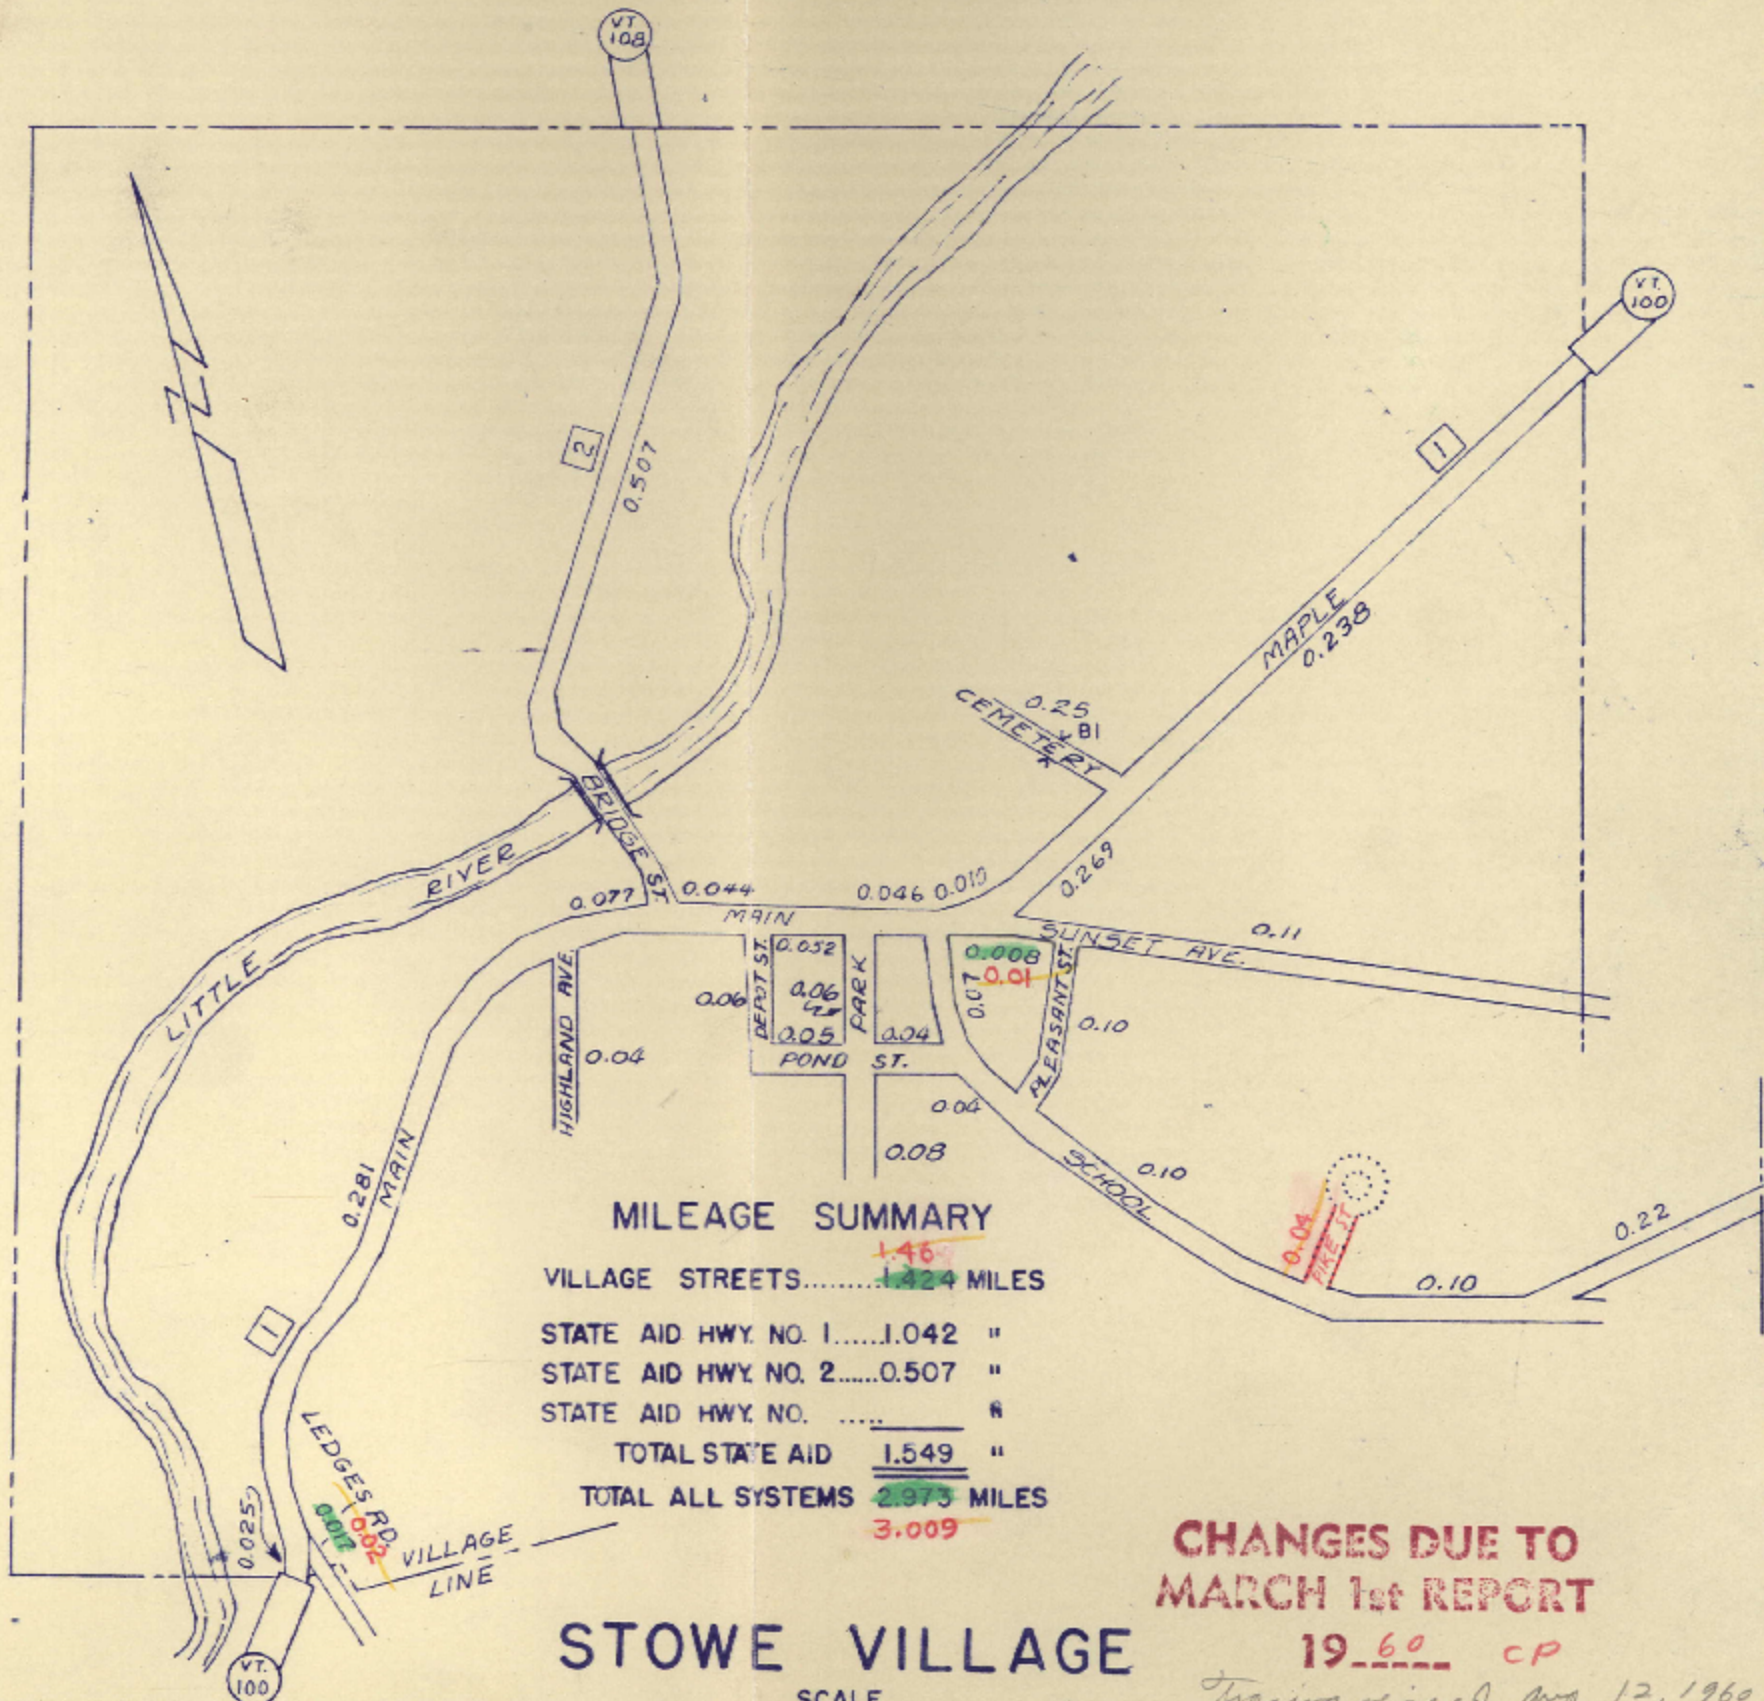 VT. 108
VT. 100
2
0.507
1
MAPLE
0.238
0.25
CEMETERY
B1
BRIDGE ST.
RIVER
0.269
0.077
0.044
0.046
0.010
MAIN
SUNSET AVE.
0.11
LITTLE
HIGHLAND AVE.
0.04
0.06
DEPOT ST.
0.052
0.06
0.05
PARK
0.04
POND ST.
0.008
0.01
0.07
PLEASANT ST.
0.10
0.04
0.08
SCHOOL
0.10
0.04
PIKE ST
0.10
0.22
0.281
MAIN
1
MILEAGE SUMMARY
1.46
VILLAGE STREETS.........1.424 MILES
STATE AID HWY. NO. 1......1.042 "
STATE AID HWY. NO. 2......0.507 "
STATE AID HWY. NO. ..... "
TOTAL STATE AID 1.549 "
TOTAL ALL SYSTEMS 2.973 MILES
3.009
LEDGES RD.
0.017
0.02
0.025
VILLAGE
LINE
VT. 100
CHANGES DUE TO
MARCH 1st REPORT
1960 CP
STOWE VILLAGE
SCALE
12, 1960